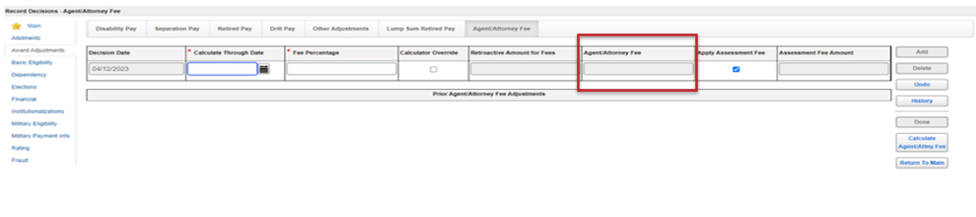 Record Decisions - Agent/Attorney Fee
Main
Allotments
Award Adjustments
Basic Eligibility
Dependency
Elections
Financial
Institutionalizations
Military Eligibility
Military Payment Info
Rating
Fraud
Disability Pay Separation Pay Retired Pay Drill Pay Other Adjustments Lump Sum Retired Pay Agent/Attorney Fee
Decision Date * Calculate Through Date * Fee Percentage Calculator Override Retroactive Amount for Fees Agent/Attorney Fee Apply Assessment Fee Assessment Fee Amount
04/12/2023
Prior Agent/Attorney Fee Adjustments
Add
Delete
Undo
History
Done
Calculate
Agent/Attny Fee
Return To Main